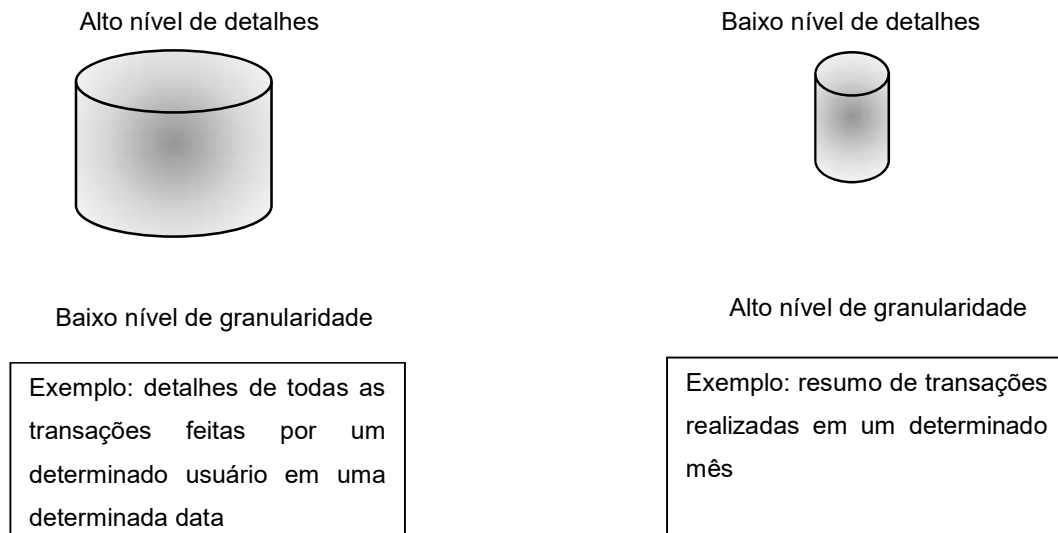 Alto nível de detalhes
Baixo nível de detalhes
Baixo nível de granularidade
Alto nível de granularidade
Exemplo: detalhes de todas as
transações feitas por um
determinado usuário em uma
determinada data
Exemplo: resumo de transações
realizadas em um determinado
mês